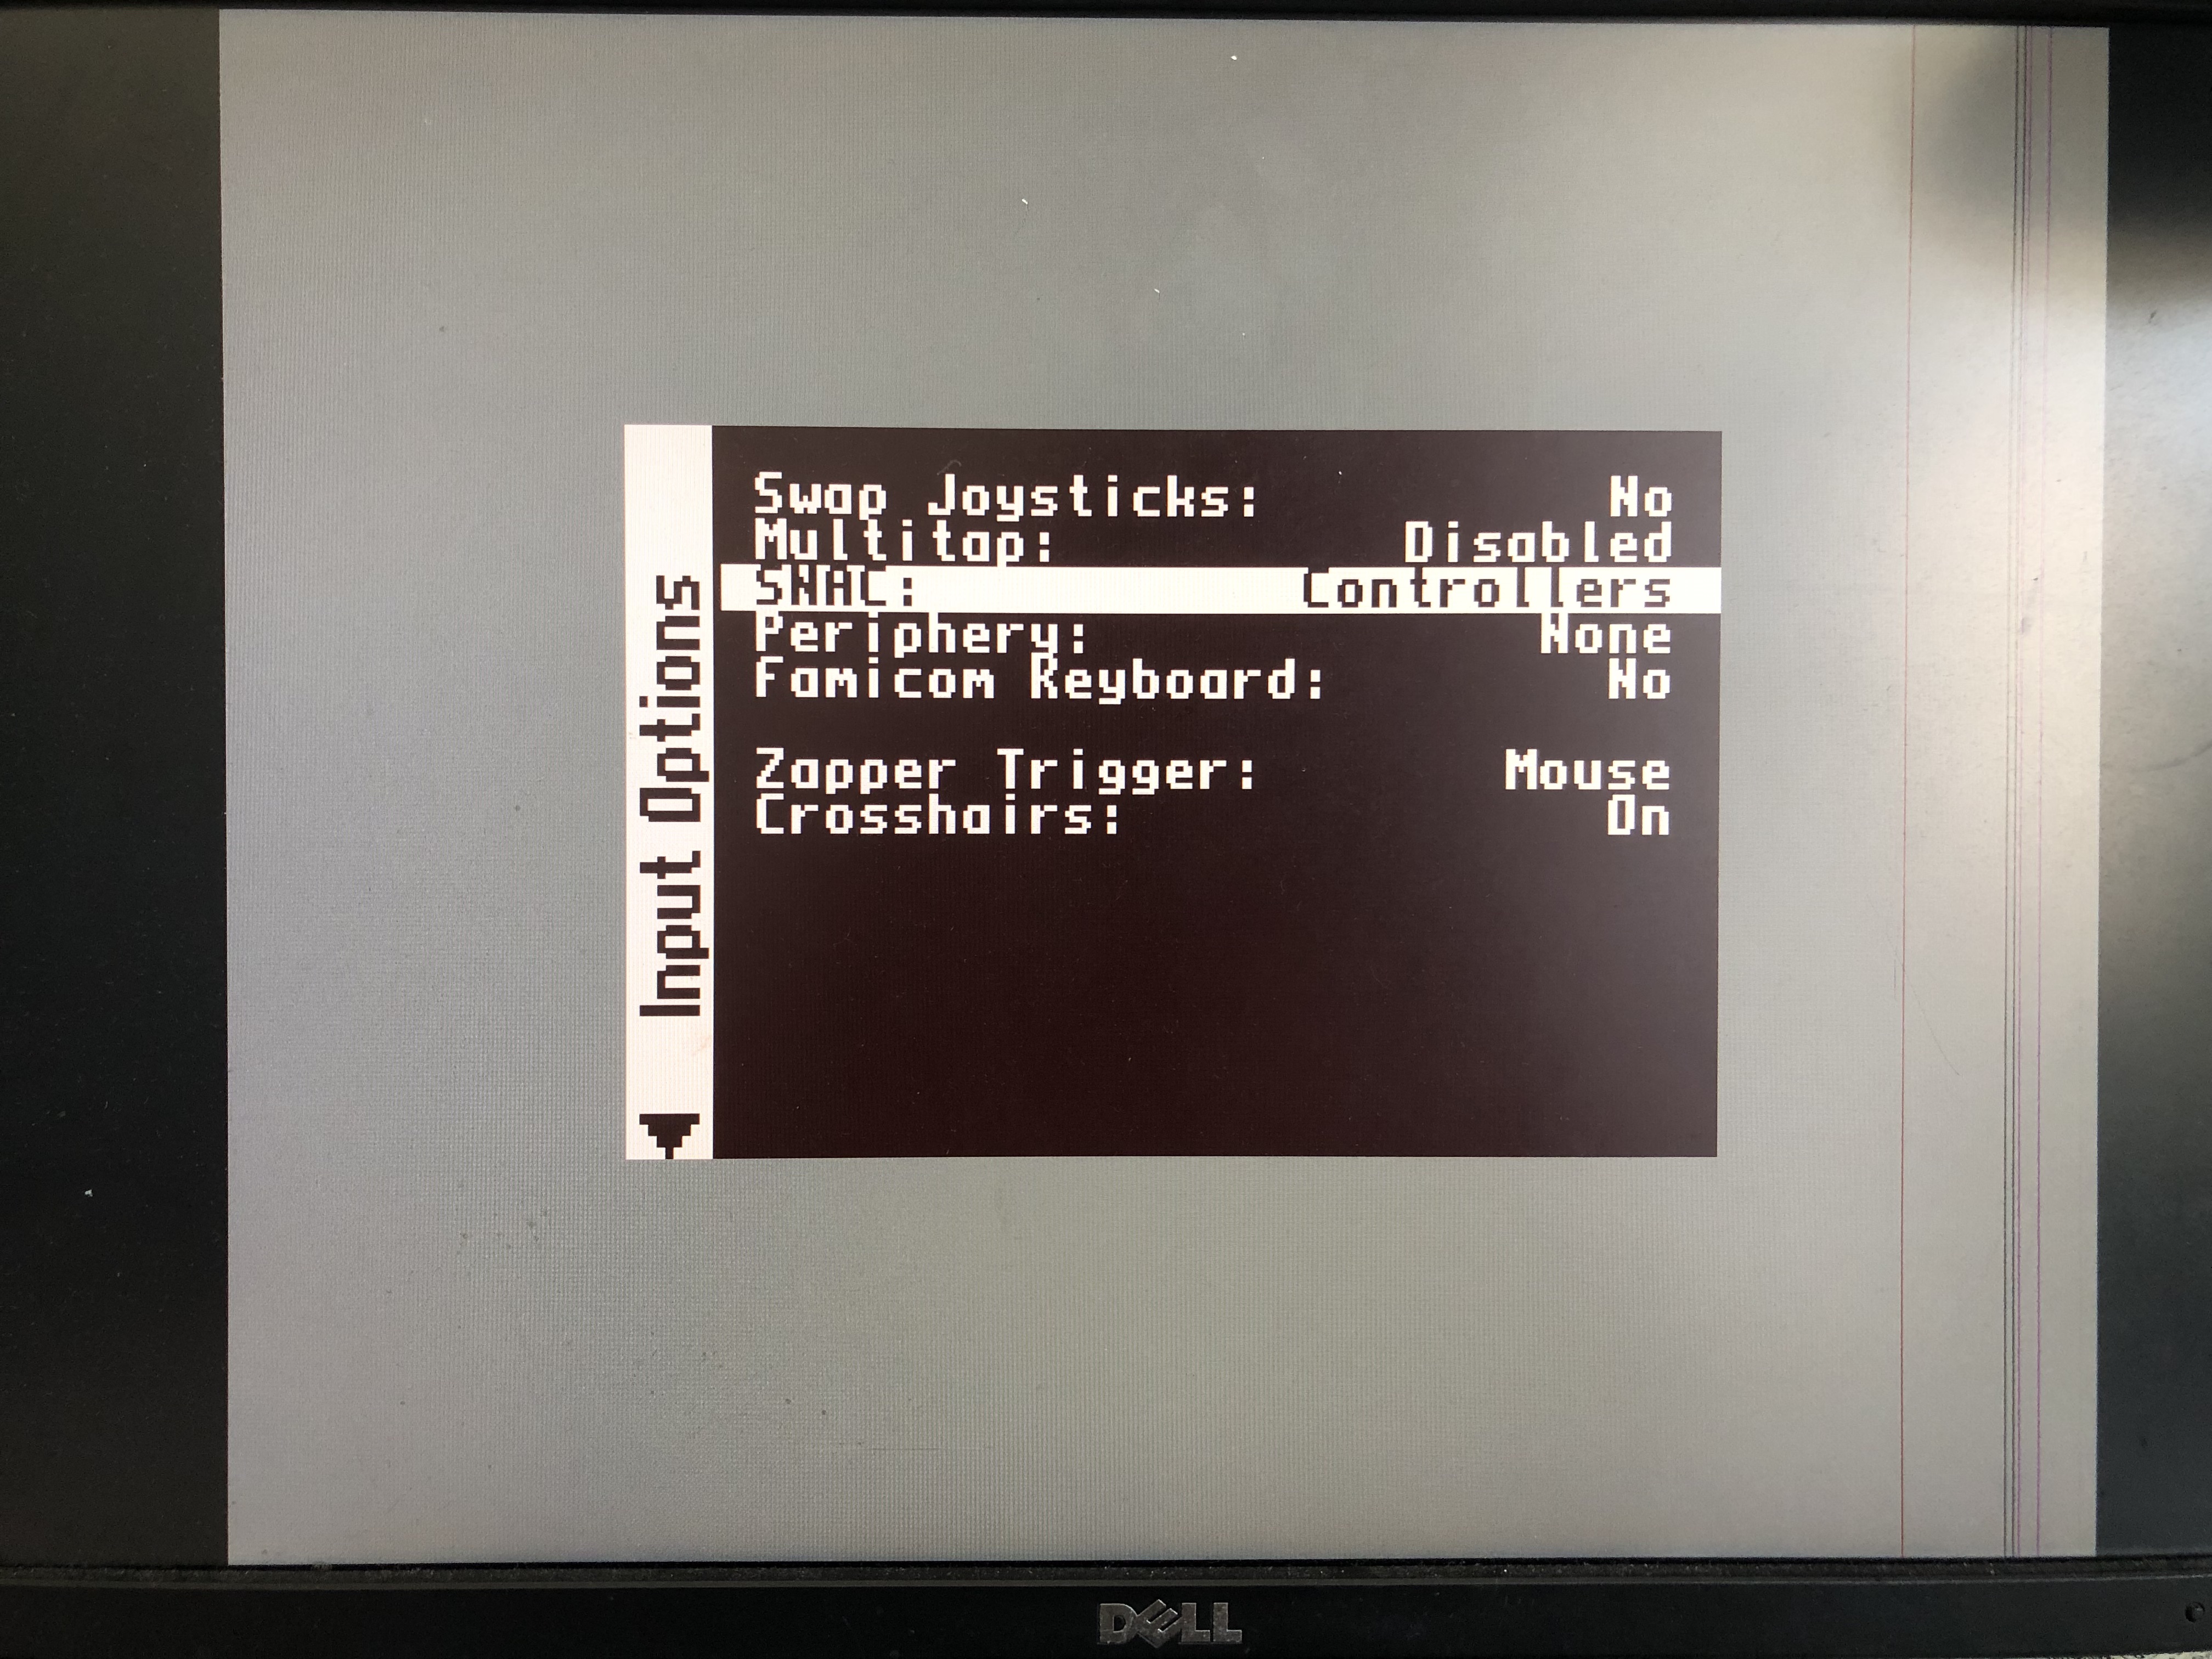 Input Options
Swap Joysticks: No
Multitap: Disabled
SNAC: Controllers
Periphery: None
Famicom Keyboard: No
Zapper Trigger: Mouse
Crosshairs: On
DELL